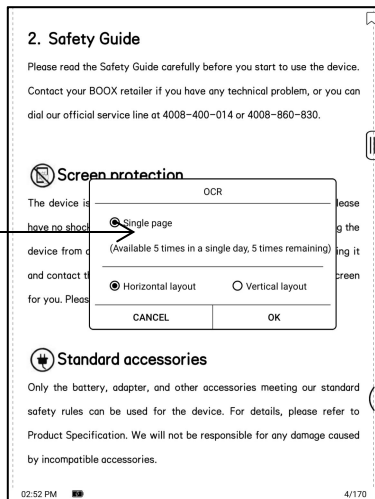 2. Safety Guide
Please read the Safety Guide carefully before you start to use the device.
Contact your BOOX retailer if you have any technical problem, or you can
dial our official service line at 4008-400-014 or 4008-860-830.
Screen protection
The device is lease
have no shock g the
device from ing it
and contact th creen
for you. Pleas
OCR
Single page
(Available 5 times in a single day, 5 times remaining)
Horizontal layout Vertical layout
CANCEL OK
Standard accessories
Only the battery, adapter, and other accessories meeting our standard
safety rules can be used for the device. For details, please refer to
Product Specification. We will not be responsible for any damage caused
by incompatible accessories.
02:52 PM 4/170